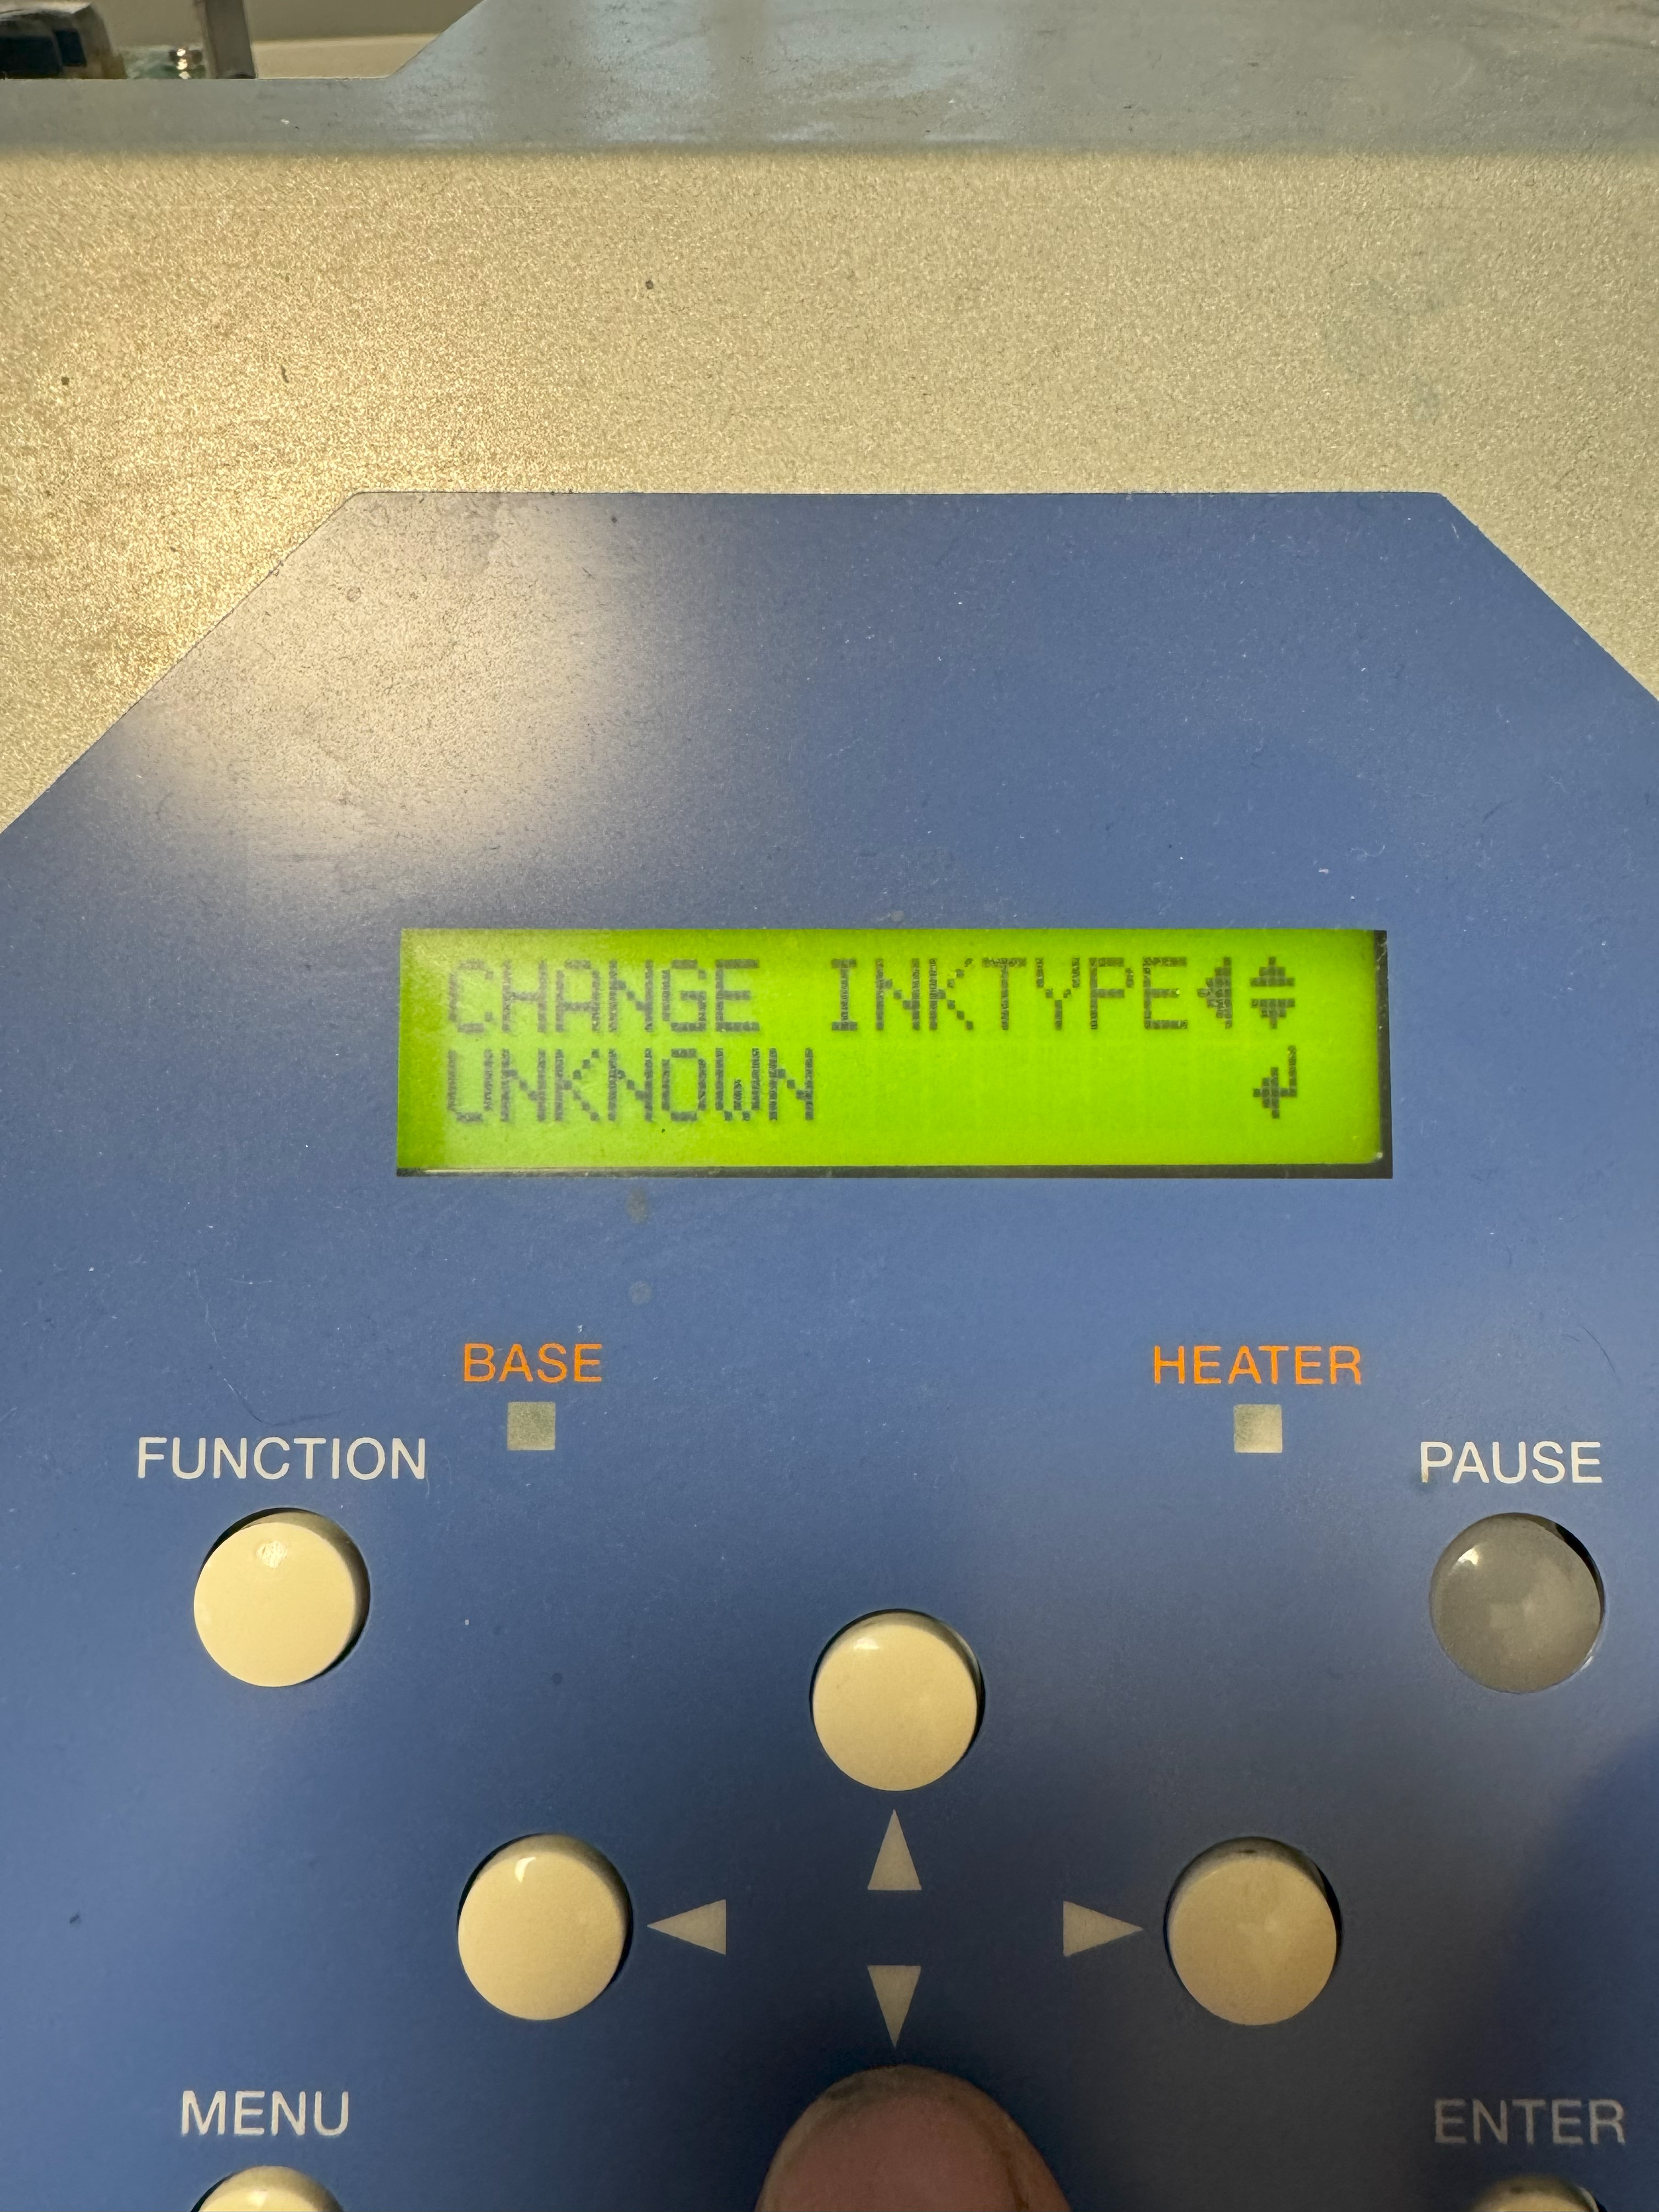 CHANGE INKTYPE◀♦
UNKNOWN ↵
BASE
HEATER
FUNCTION
PAUSE
MENU
ENTER